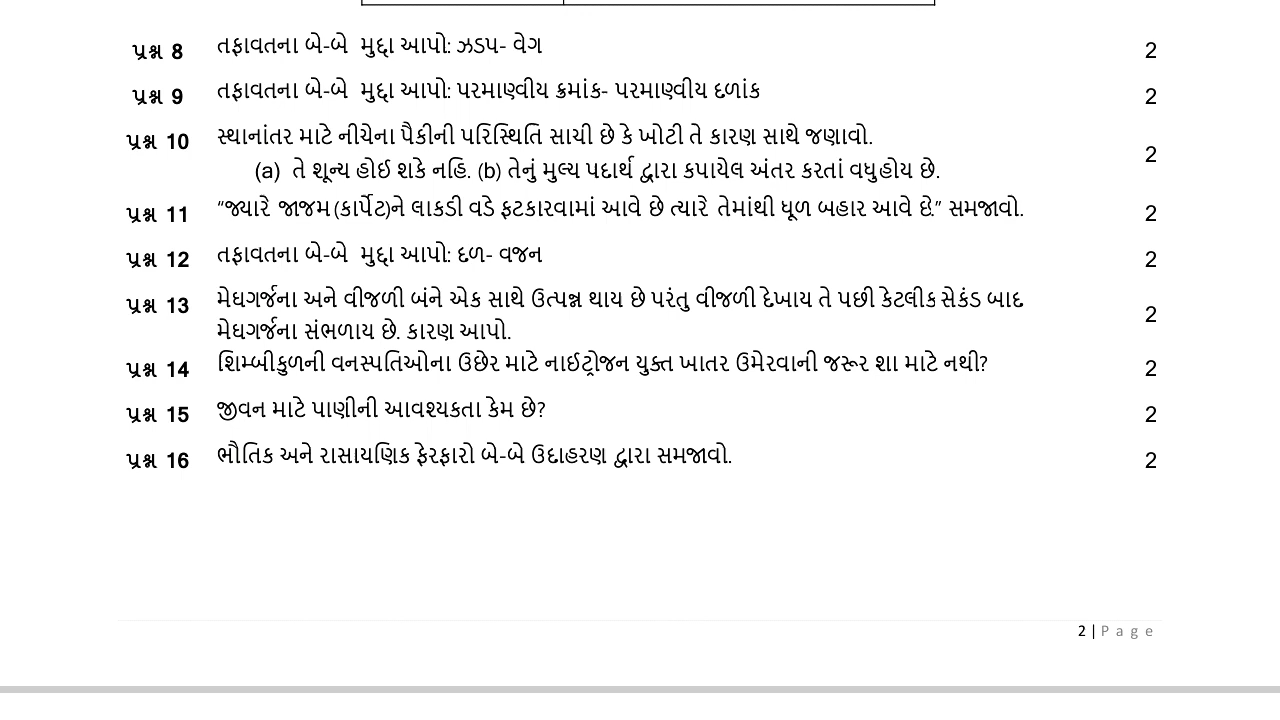 પ્રશ્ન 8 તફાવતના બે-બે મુદ્દા આપો: ઝડપ- વેગ 2
પ્રશ્ન 9 તફાવતના બે-બે મુદ્દા આપો: પરમાણ્વીય ક્રમાંક- પરમાણ્વીય દળાંક 2
પ્રશ્ન 10 સ્થાનાંતર માટે નીચેના પૈકીની પરિસ્થિતિ સાચી છે કે ખોટી તે કારણ સાથે જણાવો. 2
(a) તે શૂન્ય હોઈ શકે નહિ. (b) તેનું મુલ્ય પદાર્થ દ્વારા કપાયેલ અંતર કરતાં વધુ હોય છે.
પ્રશ્ન 11 “જ્યારે જાજમ (કાર્પેટ)ને લાકડી વડે ફટકારવામાં આવે છે ત્યારે તેમાંથી ધૂળ બહાર આવે છે.” સમજાવો. 2
પ્રશ્ન 12 તફાવતના બે-બે મુદ્દા આપો: દળ- વજન 2
પ્રશ્ન 13 મેઘગર્જના અને વીજળી બંને એક સાથે ઉત્પન્ન થાય છે પરંતુ વીજળી દેખાય તે પછી કેટલીક સેકંડ બાદ 2
મેઘગર્જના સંભળાય છે. કારણ આપો.
પ્રશ્ન 14 શિમ્બીકુળની વનસ્પતિઓના ઉછેર માટે નાઈટ્રોજન યુક્ત ખાતર ઉમેરવાની જરૂર શા માટે નથી? 2
પ્રશ્ન 15 જીવન માટે પાણીની આવશ્યકતા કેમ છે? 2
પ્રશ્ન 16 ભૌતિક અને રાસાયણિક ફેરફારો બે-બે ઉદાહરણ દ્વારા સમજાવો. 2
2 | Page